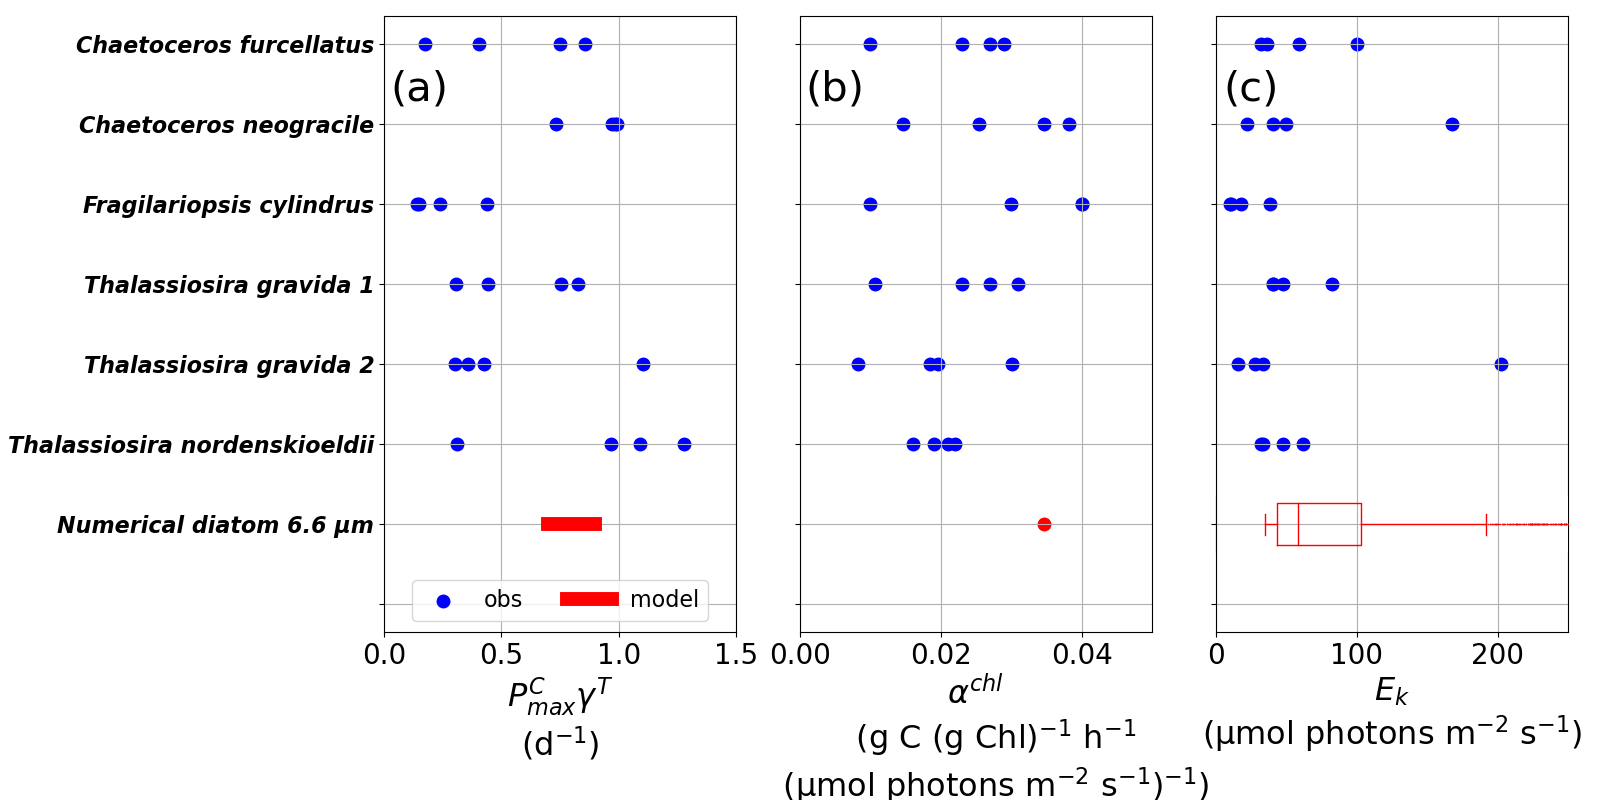 Chaetoceros furcellatus
Chaetoceros neogracile
Fragilariopsis cylindrus
Thalassiosira gravida 1
Thalassiosira gravida 2
Thalassiosira nordenskioeldii
Numerical diatom 6.6 µm
(a)
obs model
0.0 0.5 1.0 1.5
P^C_max γ^T
(d⁻¹)
(b)
0.00 0.02 0.04
α^chl
(g C (g Chl)⁻¹ h⁻¹
(µmol photons m⁻² s⁻¹)⁻¹)
(c)
0 100 200
E_k
(µmol photons m⁻² s⁻¹)